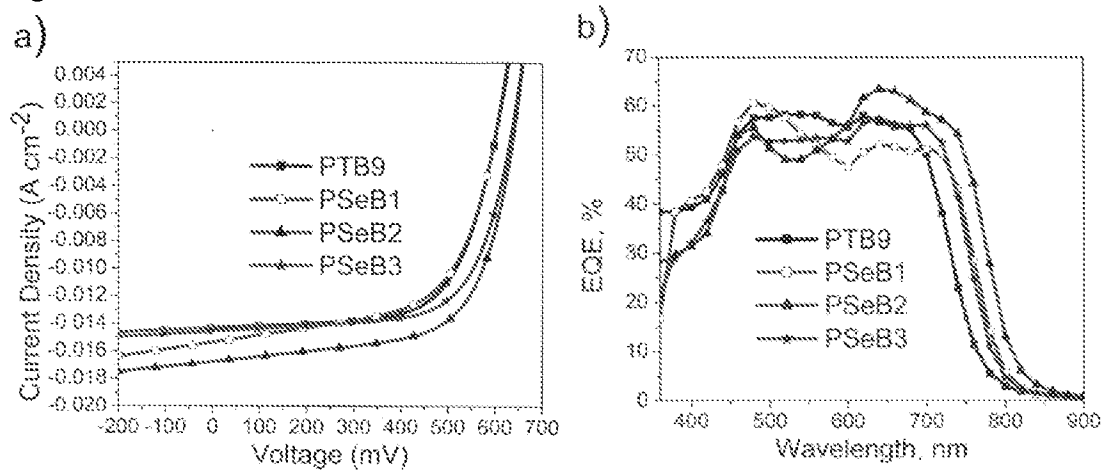 a)
Current Density (A cm-2)
0.004
0.002
0.000
-0.002
-0.004
-0.006
-0.008
-0.010
-0.012
-0.014
-0.016
-0.018
-0.020
PTB9
PSeB1
PSeB2
PSeB3
-200 -100 0 100 200 300 400 500 600 700
Voltage (mV)
b)
EQE, %
70
60
50
40
30
20
10
0
PTB9
PSeB1
PSeB2
PSeB3
400 500 600 700 800 900
Wavelength, nm